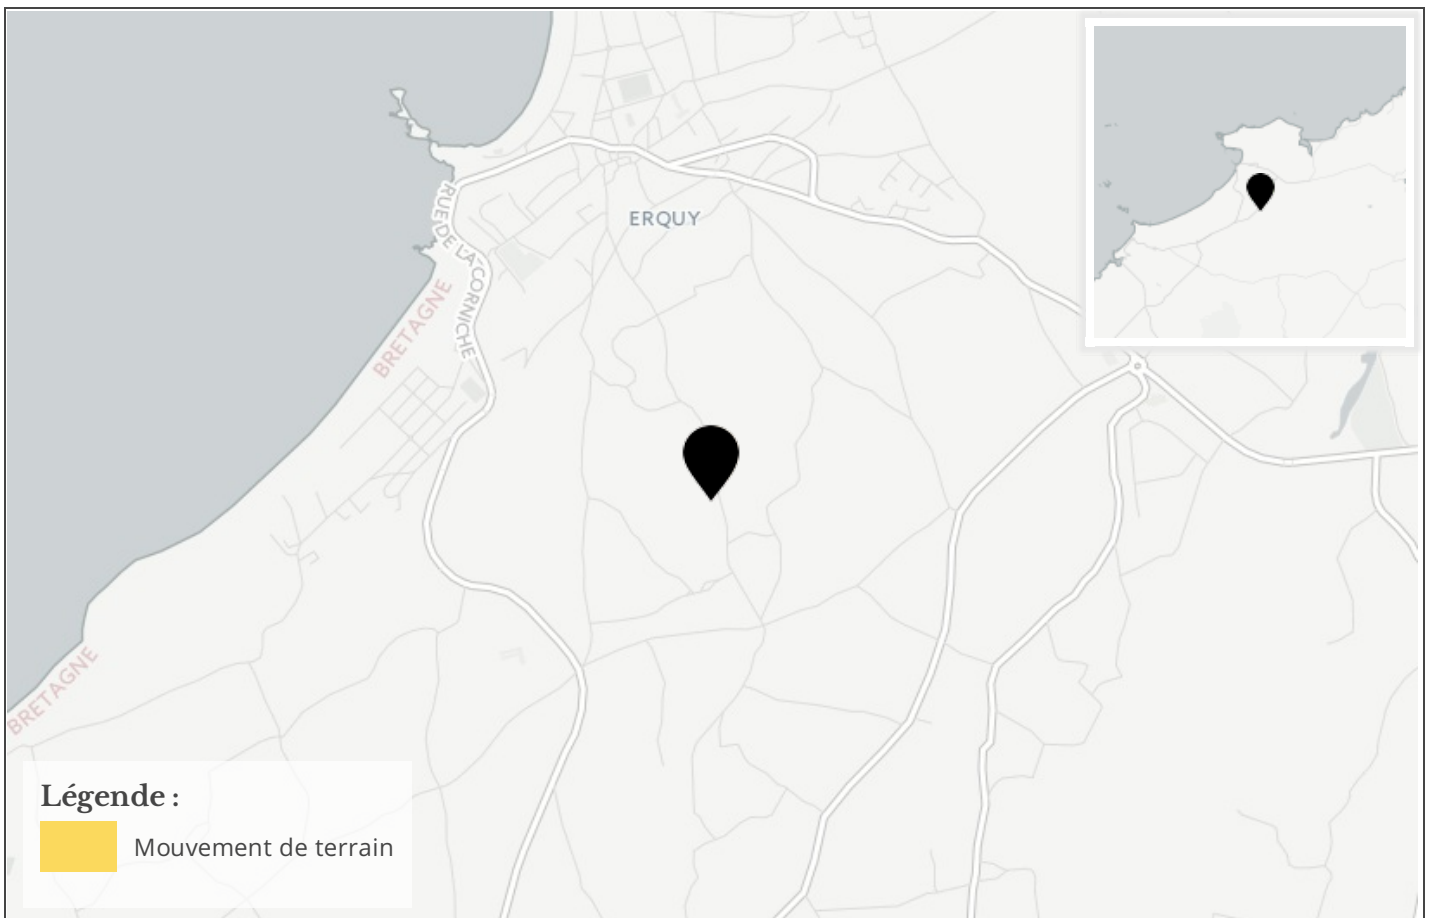 ERQUY
RUE DE LA CORNICHE
BRETAGNE
BRETAGNE
Légende :
Mouvement de terrain